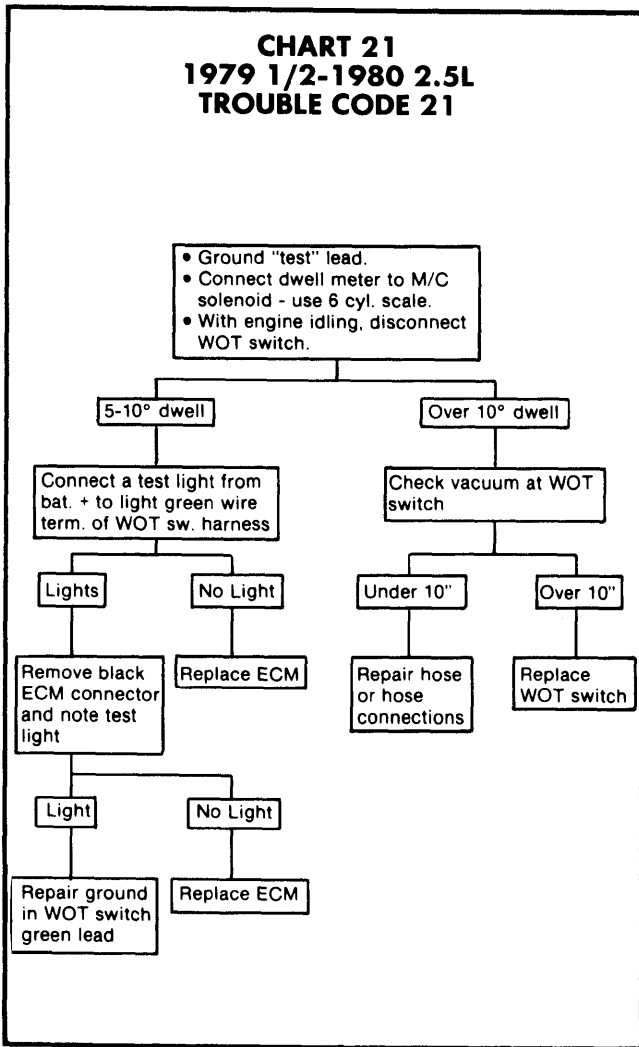 CHART 21
1979 1/2-1980 2.5L
TROUBLE CODE 21
• Ground "test" lead.
• Connect dwell meter to M/C
solenoid - use 6 cyl. scale.
• With engine idling, disconnect
WOT switch.
5-10° dwell
Over 10° dwell
Connect a test light from
bat. + to light green wire
term. of WOT sw. harness
Check vacuum at WOT
switch
Lights
No Light
Under 10"
Over 10"
Remove black
ECM connector
and note test
light
Replace ECM
Repair hose
or hose
connections
Replace
WOT switch
Light
No Light
Repair ground
in WOT switch
green lead
Replace ECM